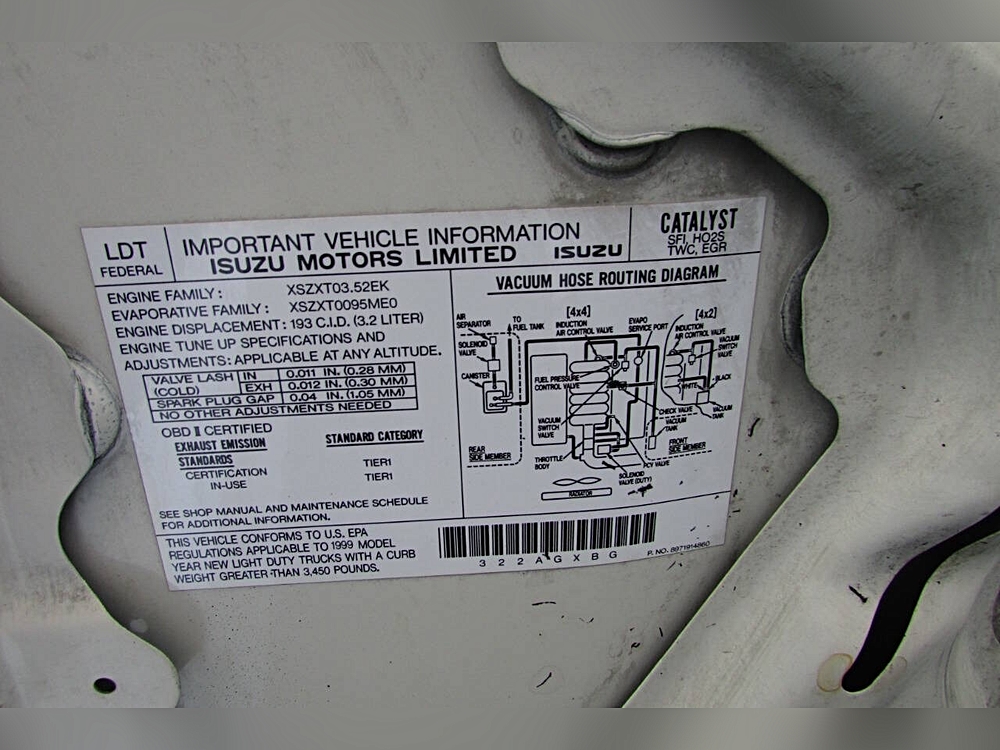 LDT
FEDERAL
IMPORTANT VEHICLE INFORMATION
ISUZU MOTORS LIMITED ISUZU
CATALYST
SFI, HO2S
TWC, EGR
ENGINE FAMILY: XSZXT03.52EK
EVAPORATIVE FAMILY: XSZXT0095ME0
ENGINE DISPLACEMENT: 193 C.I.D. (3.2 LITER)
ENGINE TUNE UP SPECIFICATIONS AND
ADJUSTMENTS: APPLICABLE AT ANY ALTITUDE.
VALVE LASH IN 0.011 IN. (0.28 MM)
(COLD) EXH 0.012 IN. (0.30 MM)
SPARK PLUG GAP 0.04 IN. (1.05 MM)
NO OTHER ADJUSTMENTS NEEDED
OBD II CERTIFIED
EXHAUST EMISSION STANDARD CATEGORY
STANDARDS
CERTIFICATION TIER1
IN-USE TIER1
SEE SHOP MANUAL AND MAINTENANCE SCHEDULE
FOR ADDITIONAL INFORMATION.
VACUUM HOSE ROUTING DIAGRAM
[4x4]
[4x2]
AIR
SEPARATOR
TO
FUEL TANK
INDUCTION
AIR CONTROL VALVE
EVAPO
SERVICE PORT
INDUCTION
AIR CONTROL VALVE
VACUUM
SWITCH
VALVE
SOLENOID
VALVE
CANISTER
FUEL PRESSURE
CONTROL VALVE
WHITE
BLACK
VACUUM
TANK
CHECK VALVE
VACUUM
TANK
VACUUM
SWITCH
VALVE
REAR
SIDE MEMBER
FRONT
SIDE MEMBER
THROTTLE
BODY
PCV VALVE
SOLENOID
VALVE (DUTY)
RADIATOR
THIS VEHICLE CONFORMS TO U.S. EPA
REGULATIONS APPLICABLE TO 1999 MODEL
YEAR NEW LIGHT DUTY TRUCKS WITH A CURB
WEIGHT GREATER THAN 3,450 POUNDS.
322AGXBG
P. NO. 8971914860